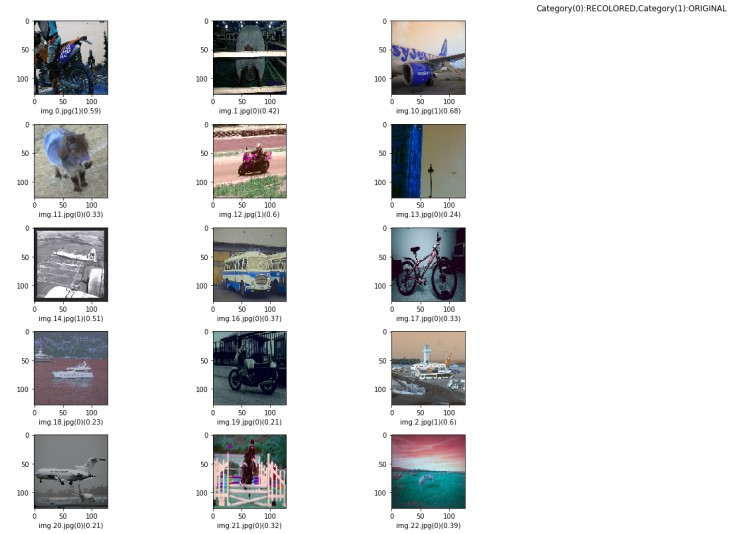 Category(0):RECOLORED,Category(1):ORIGINAL
0
50
100
0 50 100
img.0.jpg(1)(0.59)
0
50
100
0 50 100
img.1.jpg(0)(0.42)
0
50
100
0 50 100
img.10.jpg(1)(0.68)
0
50
100
0 50 100
img.11.jpg(0)(0.33)
0
50
100
0 50 100
img.12.jpg(1)(0.6)
0
50
100
0 50 100
img.13.jpg(0)(0.24)
0
50
100
0 50 100
img.14.jpg(1)(0.51)
0
50
100
0 50 100
img.16.jpg(0)(0.37)
0
50
100
0 50 100
img.17.jpg(0)(0.33)
0
50
100
0 50 100
img.18.jpg(0)(0.23)
0
50
100
0 50 100
img.19.jpg(0)(0.21)
0
50
100
0 50 100
img.2.jpg(1)(0.6)
0
50
100
0 50 100
img.20.jpg(0)(0.21)
0
50
100
0 50 100
img.21.jpg(0)(0.32)
0
50
100
0 50 100
img.22.jpg(0)(0.39)